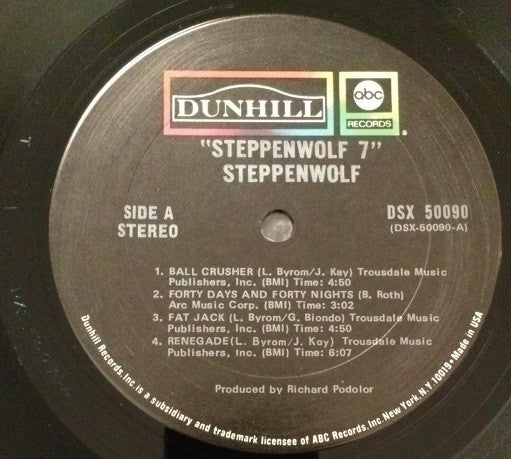 DUNHILL
abc
RECORDS
"STEPPENWOLF 7"
STEPPENWOLF
SIDE A
STEREO
DSX 50090
(DSX-50090-A)
1. BALL CRUSHER (L. Byrom/J. Kay) Trousdale Music
Publishers, Inc. (BMI) Time: 4:50
2. FORTY DAYS AND FORTY NIGHTS (B. Roth)
Arc Music Corp. (BMI) Time: 3:02
3. FAT JACK (L. Byrom/G. Biondo) Trousdale Music
Publishers, Inc. (BMI) Time: 4:50
4. RENEGADE (L. Byrom/J. Kay) Trousdale Music
Publishers, Inc. (BMI) Time: 6:07
Produced by Richard Podolor
Dunhill Records, Inc. is a subsidiary and trademark licensee of ABC Records, Inc. New York, N.Y. 10019 • Made in USA